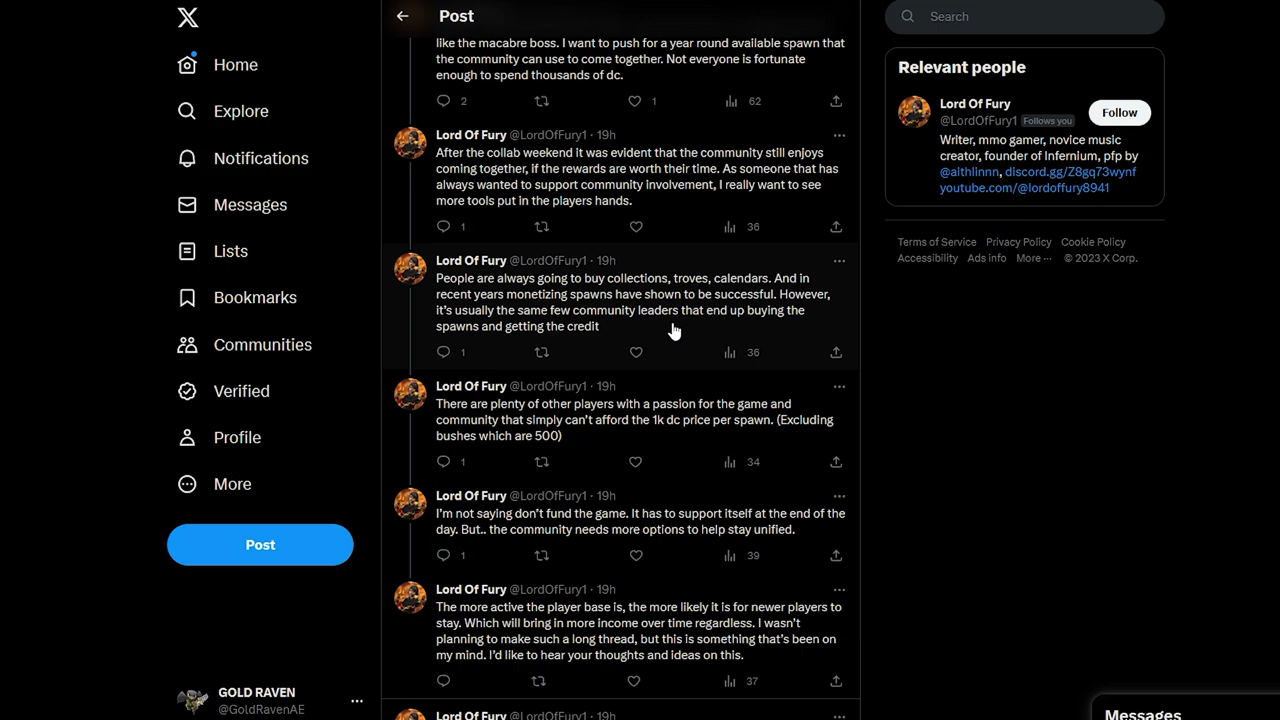 Home
Explore
Notifications
Messages
Lists
Bookmarks
Communities
Verified
Profile
More
Post
GOLD RAVEN
@GoldRavenAE
Post
like the macabre boss. I want to push for a year round available spawn that
the community can use to come together. Not everyone is fortunate
enough to spend thousands of dc.
2 1 62
Lord Of Fury @LordOfFury1 · 19h
After the collab weekend it was evident that the community still enjoys
coming together, If the rewards are worth their time. As someone that has
always wanted to support community involvement, I really want to see
more tools put in the players hands.
1 36
Lord Of Fury @LordOfFury1 · 19h
People are always going to buy collections, troves, calendars. And in
recent years monetizing spawns have shown to be successful. However,
it's usually the same few community leaders that end up buying the
spawns and getting the credit
1 36
Lord Of Fury @LordOfFury1 · 19h
There are plenty of other players with a passion for the game and
community that simply can't afford the 1k dc price per spawn. (Excluding
bushes which are 500)
1 34
Lord Of Fury @LordOfFury1 · 19h
I'm not saying don't fund the game. It has to support itself at the end of the
day. But.. the community needs more options to help stay unified.
1 39
Lord Of Fury @LordOfFury1 · 19h
The more active the player base is, the more likely it is for newer players to
stay. Which will bring in more income over time regardless. I wasn't
planning to make such a long thread, but this is something that's been on
my mind. I'd like to hear your thoughts and ideas on this.
37
Lord Of Fury @LordOfFury1 · 19h
Search
Relevant people
Lord Of Fury
@LordOfFury1 Follows you
Follow
Writer, mmo gamer, novice music
creator, founder of Infernium, pfp by
@althlinnn, discord.gg/Z8gq73wynf
youtube.com/@lordoffury8941
Terms of Service Privacy Policy Cookie Policy
Accessibility Ads info More ··· © 2023 X Corp.
Messages